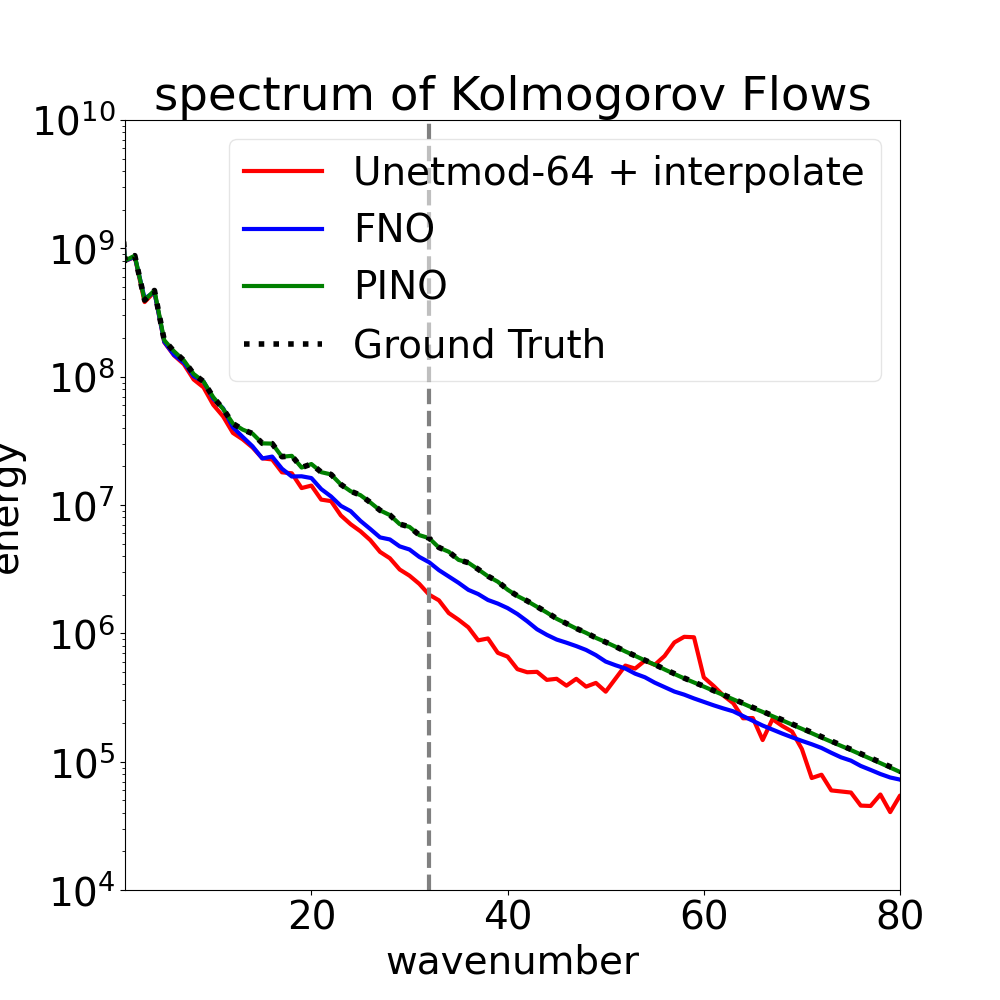 spectrum of Kolmogorov Flows
10^10
10^9
10^8
10^7
10^6
10^5
10^4
energy
Unetmod-64 + interpolate
FNO
PINO
Ground Truth
20 40 60 80
wavenumber